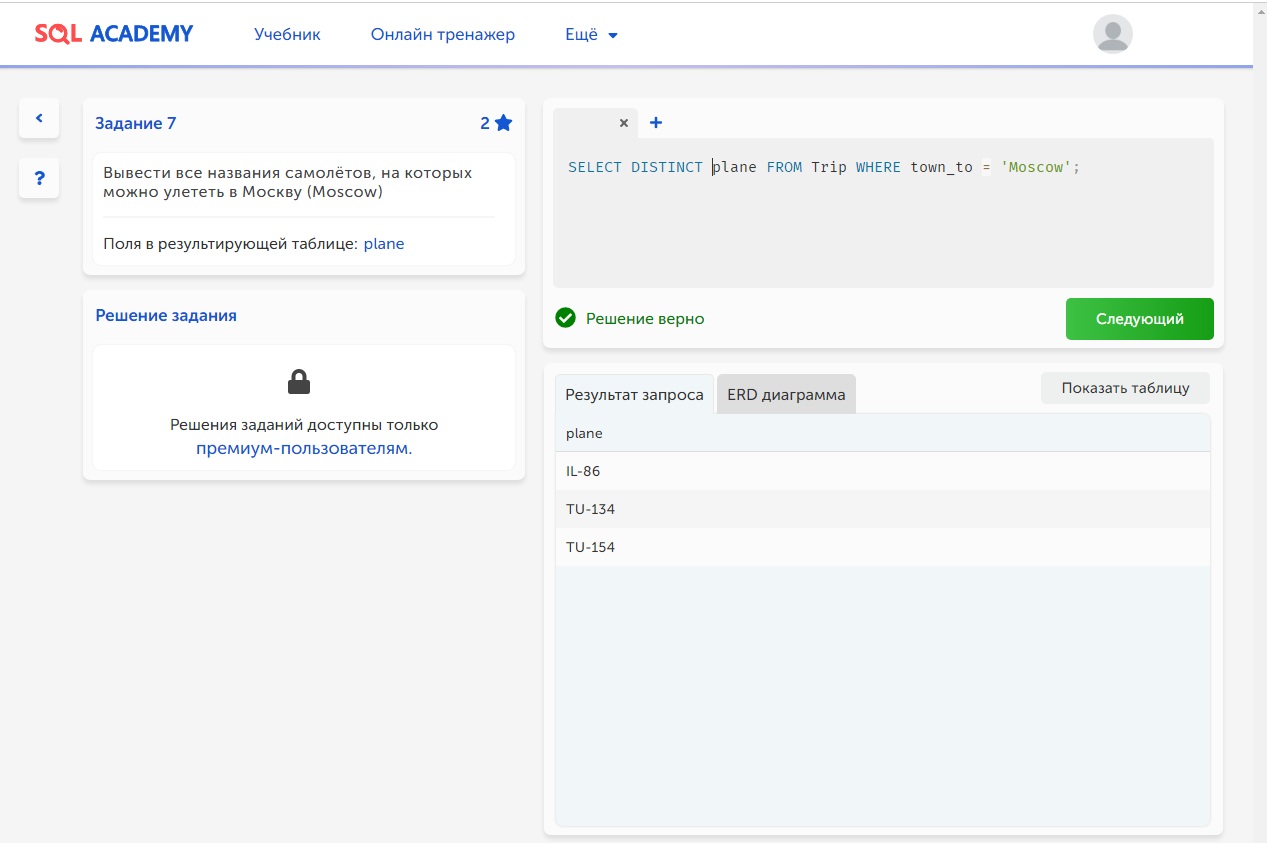 SQL ACADEMY
Учебник
Онлайн тренажер
Ещё
Задание 7
2
Вывести все названия самолётов, на которых
можно улететь в Москву (Moscow)
Поля в результирующей таблице: plane
Решение задания
Решения заданий доступны только
премиум-пользователям.
SELECT DISTINCT plane FROM Trip WHERE town_to = 'Moscow';
Решение верно
Следующий
Результат запроса
ERD диаграмма
Показать таблицу
plane
IL-86
TU-134
TU-154